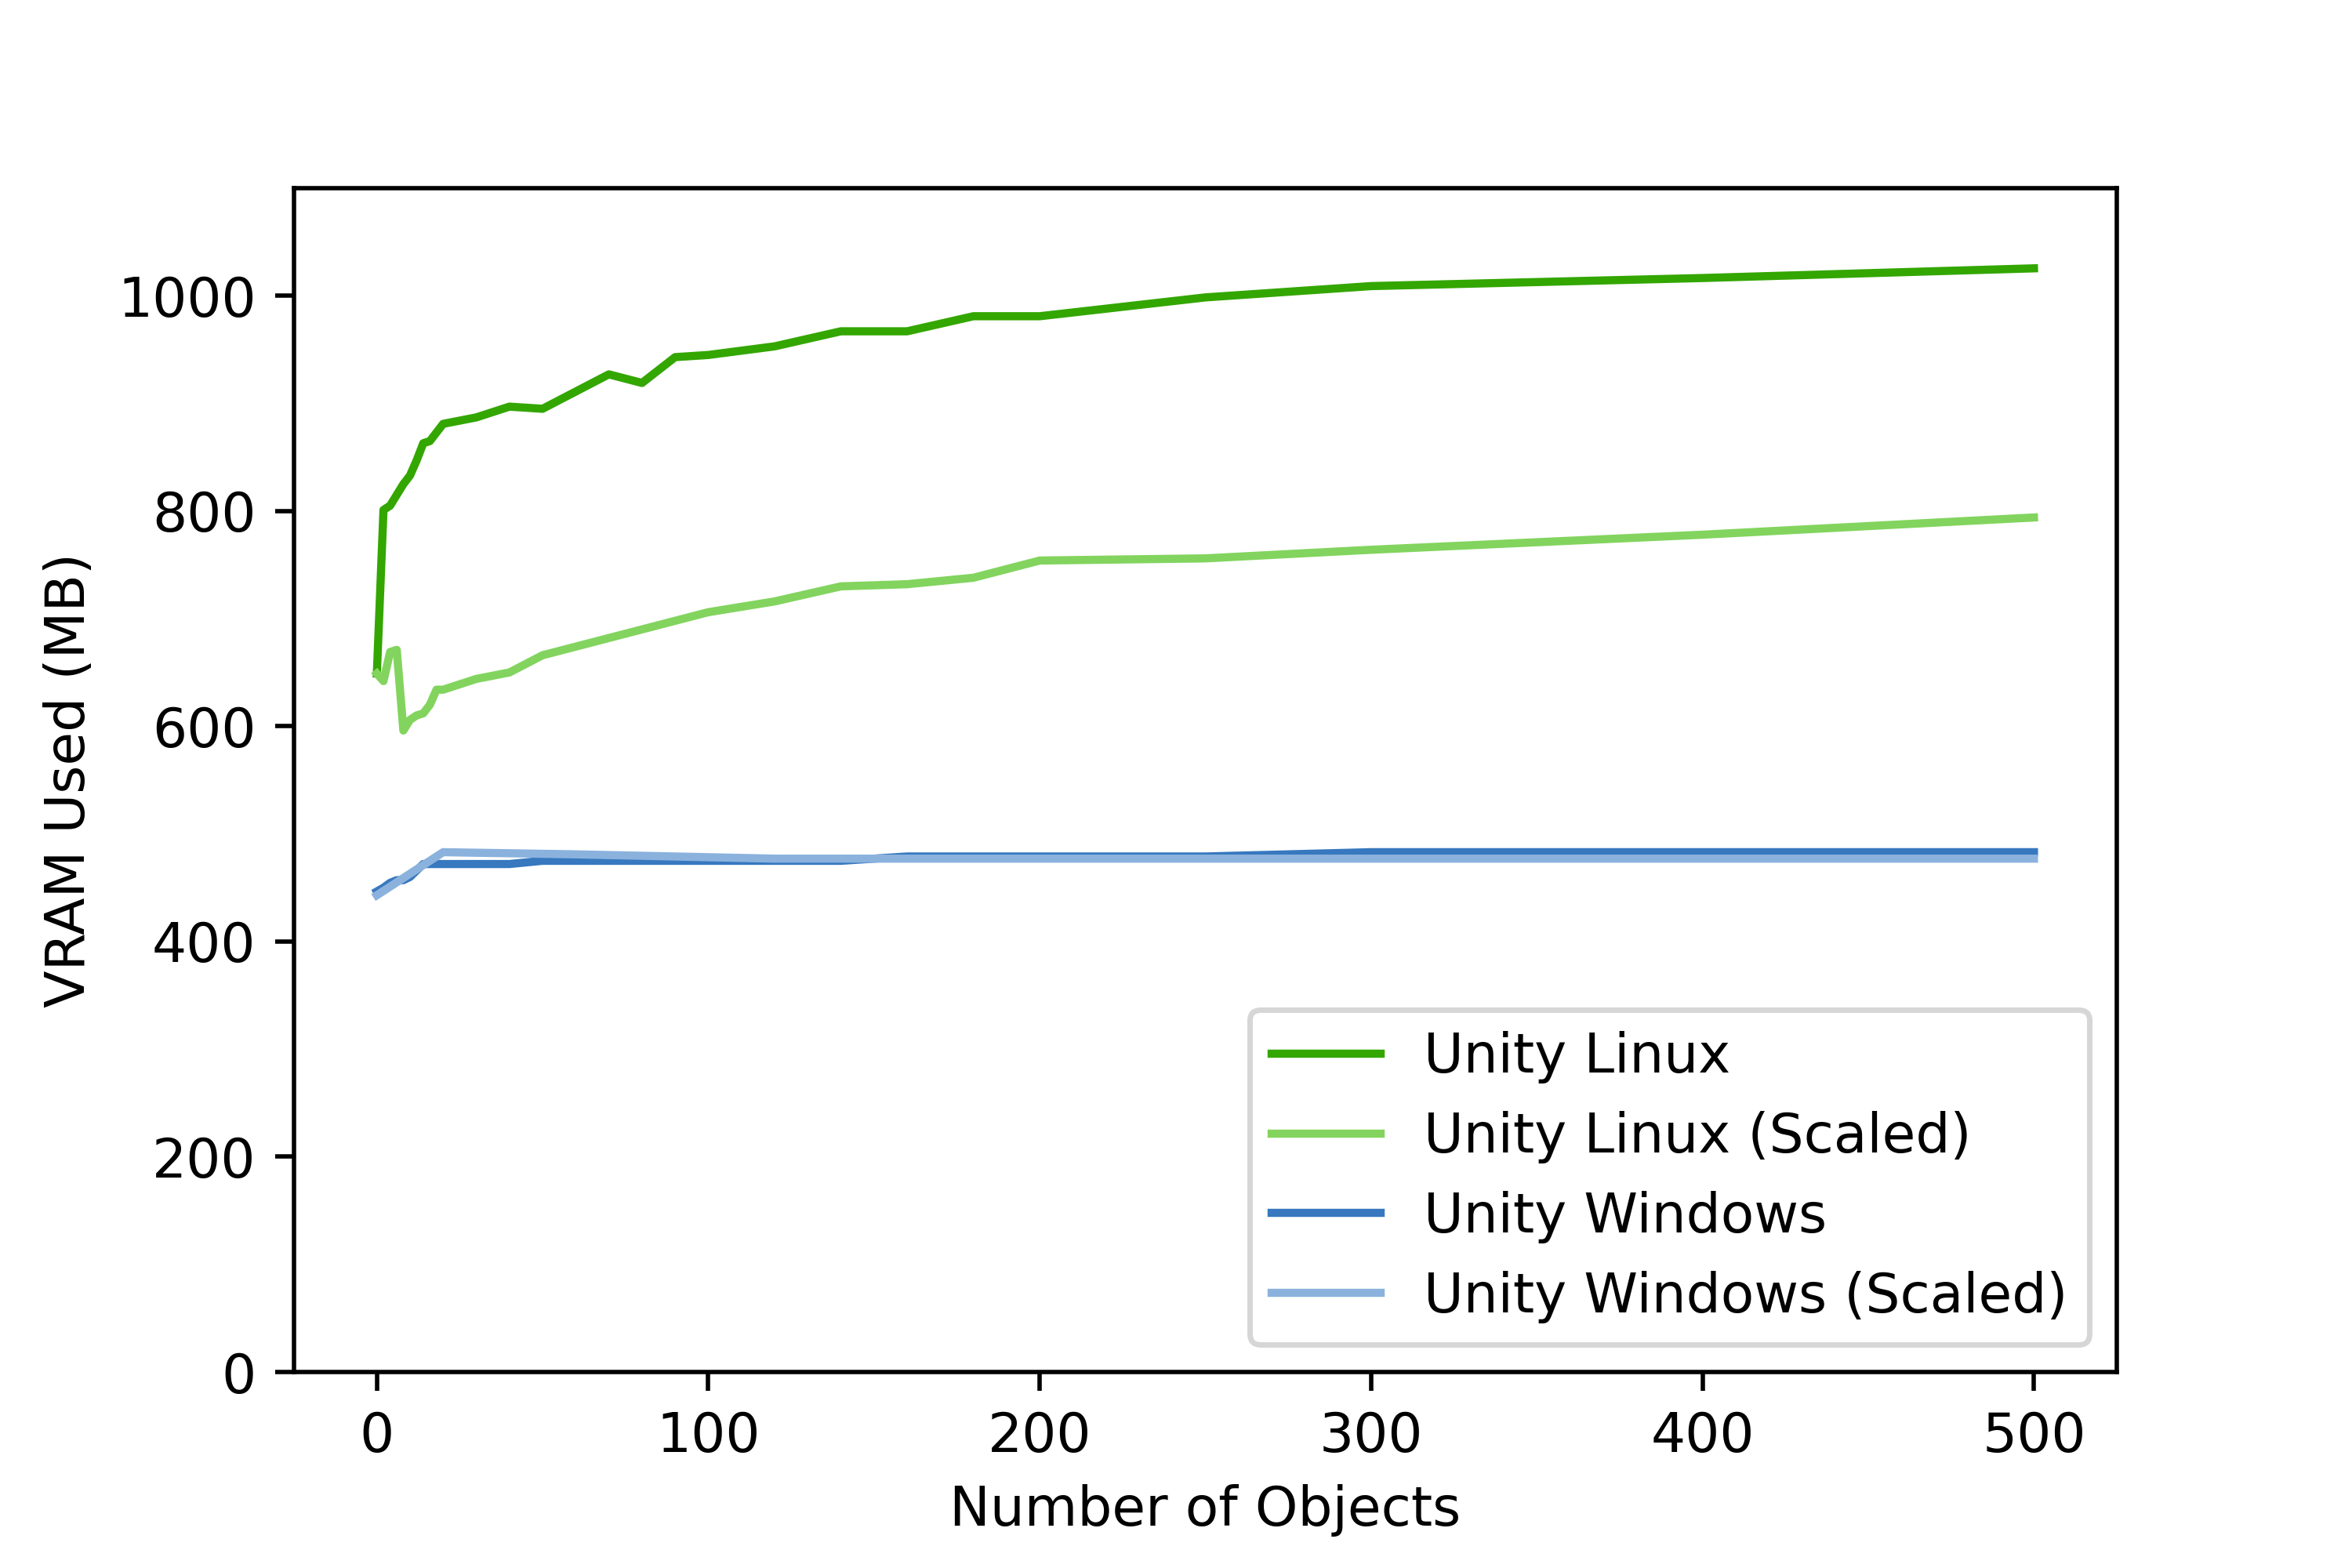 1000
800
600
400
200
0
VRAM Used (MB)
Unity Linux
Unity Linux (Scaled)
Unity Windows
Unity Windows (Scaled)
0 100 200 300 400 500
Number of Objects